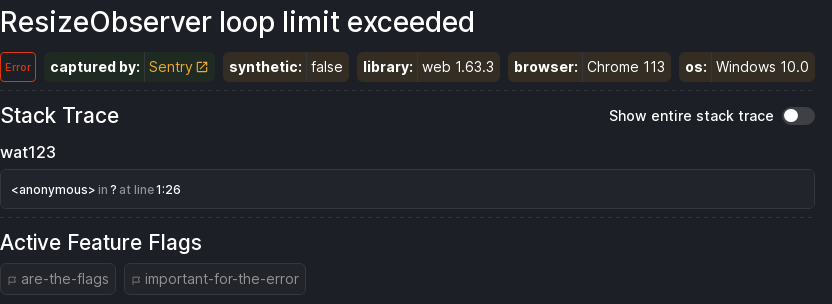 ResizeObserver loop limit exceeded
Error captured by: Sentry synthetic: false library: web 1.63.3 browser: Chrome 113 os: Windows 10.0
Stack Trace Show entire stack trace
wat123
<anonymous> in ? at line 1:26
Active Feature Flags
are-the-flags important-for-the-error